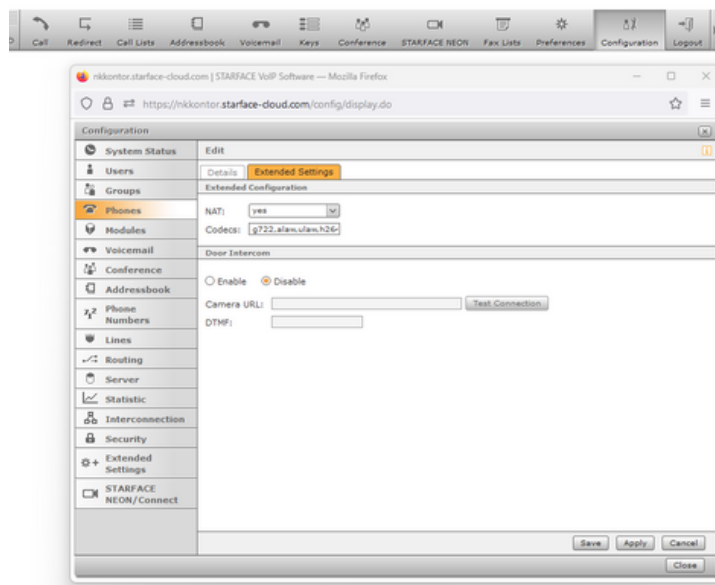 Call Redirect Call Lists Addressbook Voicemail Keys Conference STARFACE NEON Fax Lists Preferences Configuration Logout
nkkontor.starface-cloud.com | STARFACE VoIP Software — Mozilla Firefox
https://nkkontor.starface-cloud.com/config/display.do
Configuration
System Status
Users
Groups
Phones
Modules
Voicemail
Conference
Addressbook
Phone
Numbers
Lines
Routing
Server
Statistic
Interconnection
Security
Extended
Settings
STARFACE
NEON/Connect
Edit
Details Extended Settings
Extended Configuration
NAT: yes
Codecs: g722,alaw,ulaw,h26
Door Intercom
Enable Disable
Camera URL: Test Connection
DTMF:
Save Apply Cancel
Close